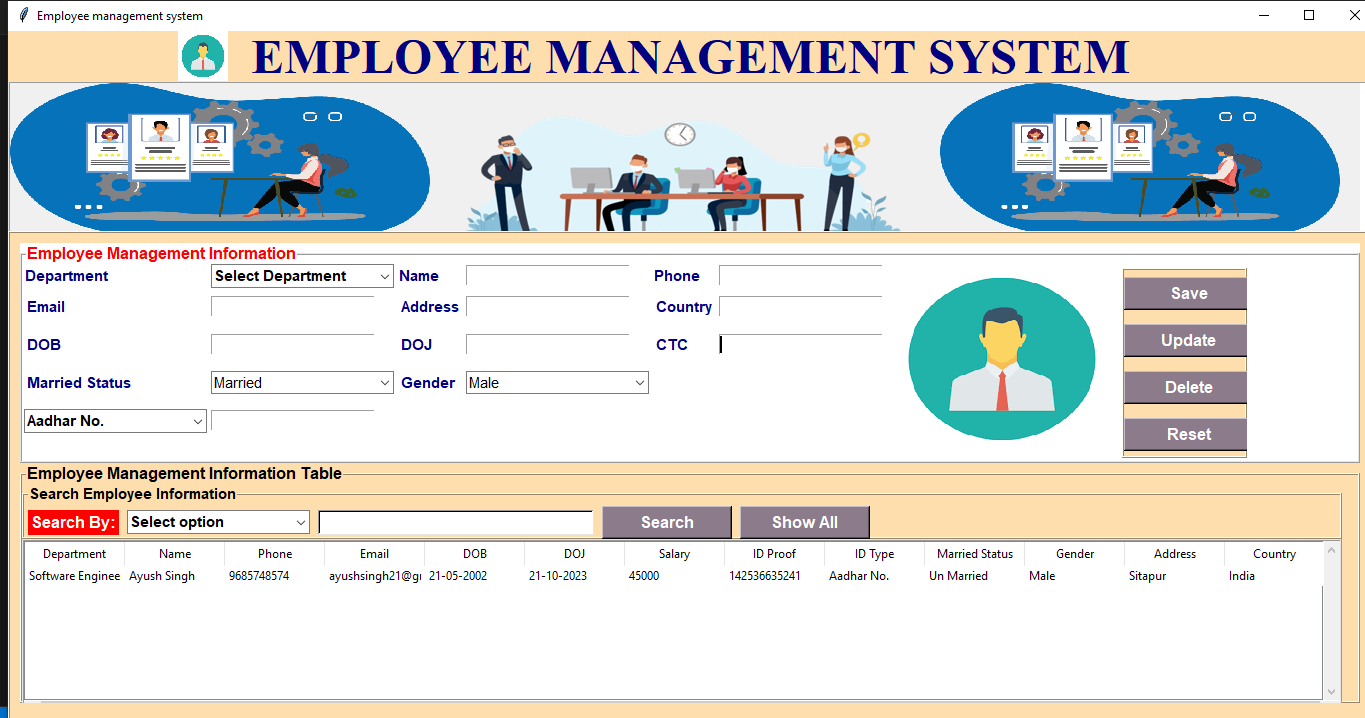 Employee management system
EMPLOYEE MANAGEMENT SYSTEM
Employee Management Information
Department Select Department Name Phone
Email Address Country
DOB DOJ CTC
Married Status Married Gender Male
Aadhar No.
Save
Update
Delete
Reset
Employee Management Information Table
Search Employee Information
Search By: Select option Search Show All
Department Name Phone Email DOB DOJ Salary ID Proof ID Type Married Status Gender Address Country
Software Enginee Ayush Singh 9685748574 ayushsingh21@g 21-05-2002 21-10-2023 45000 142536635241 Aadhar No. Un Married Male Sitapur India